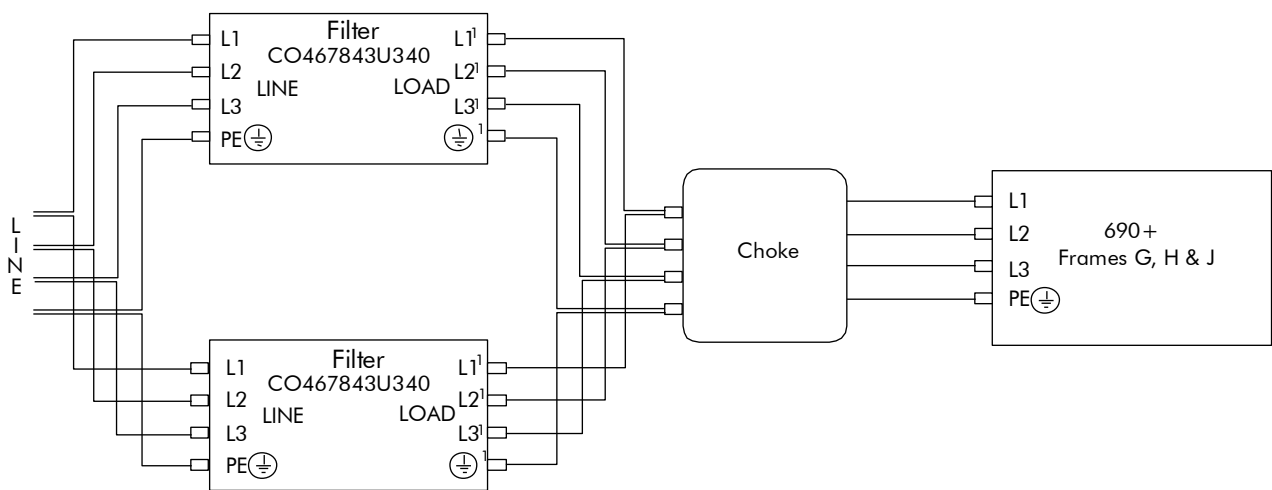 Filter
CO467843U340
LINE
LOAD
L1
L2
L3
PE
L1¹
L2¹
L3¹
1
LINE
Choke
L1
L2
L3
PE
690+
Frames G, H & J
Filter
CO467843U340
LINE
LOAD
L1
L2
L3
PE
L1¹
L2¹
L3¹
1